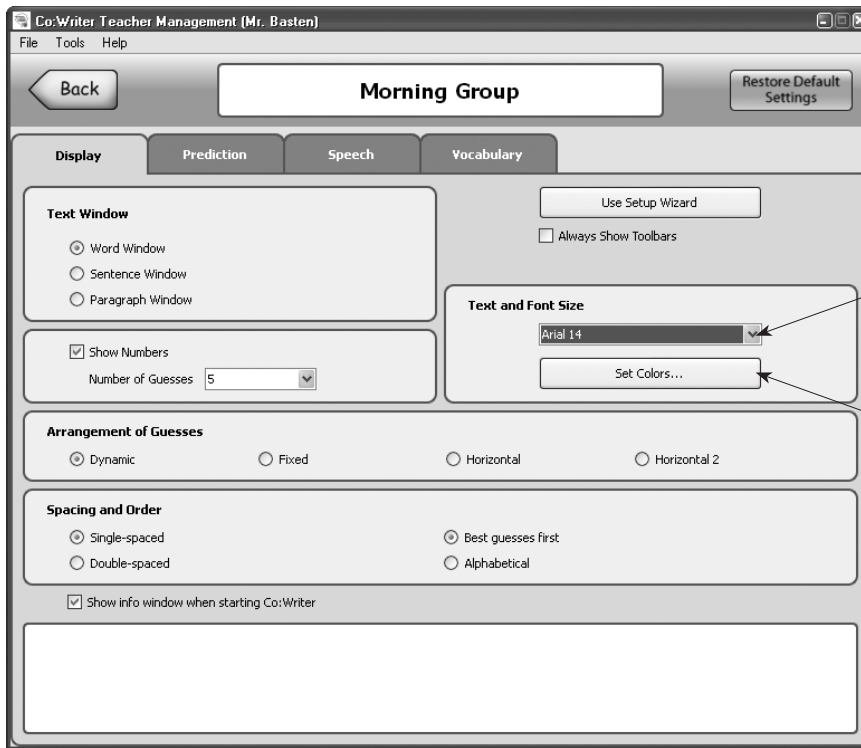 Co:Writer Teacher Management (Mr. Basten)
File Tools Help
Back
Morning Group
Restore Default
Settings
Display Prediction Speech Vocabulary
Text Window
Word Window
Sentence Window
Paragraph Window
Use Setup Wizard
Always Show Toolbars
Show Numbers
Number of Guesses 5
Text and Font Size
Arial 14
Set Colors...
Arrangement of Guesses
Dynamic Fixed Horizontal Horizontal 2
Spacing and Order
Single-spaced Best guesses first
Double-spaced Alphabetical
Show info window when starting Co:Writer